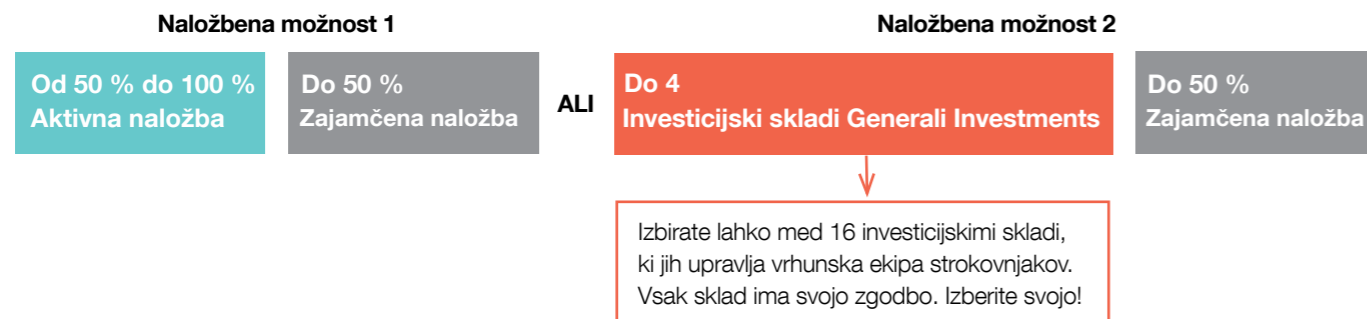 Naložbena možnost 1
Od 50 % do 100 %
Aktivna naložba
Do 50 %
Zajamčena naložba
ALI
Naložbena možnost 2
Do 4
Investicijski skladi Generali Investments
Do 50 %
Zajamčena naložba
Izbirate lahko med 16 investicijskimi skladi,
ki jih upravlja vrhunska ekipa strokovnjakov.
Vsak sklad ima svojo zgodbo. Izberite svojo!